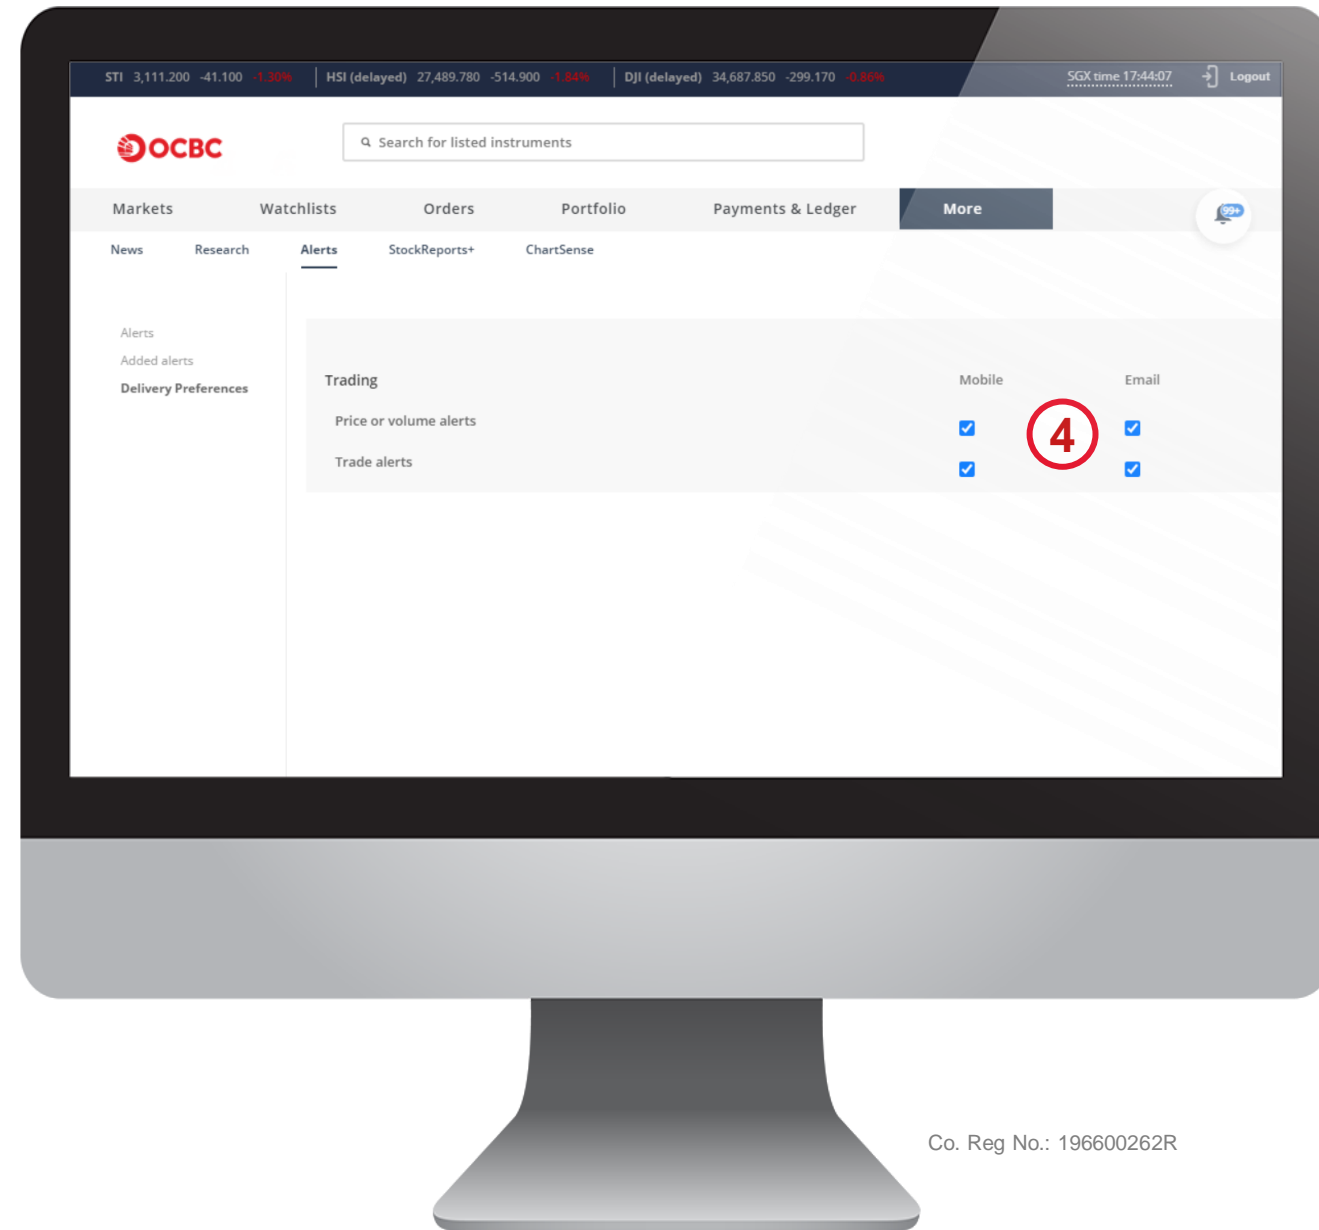 STI 3,111.200 -41.100 -1.30% HSI (delayed) 27,489.780 -514.900 -1.84% DJI (delayed) 34,687.850 -299.170 -0.86% SGX time 17:44:07 Logout
OCBC Search for listed instruments
Markets Watchlists Orders Portfolio Payments & Ledger More 99+
News Research Alerts StockReports+ ChartSense
Alerts
Added alerts
Delivery Preferences
Trading Mobile Email
Price or volume alerts
4
Trade alerts
Co. Reg No.: 196600262R